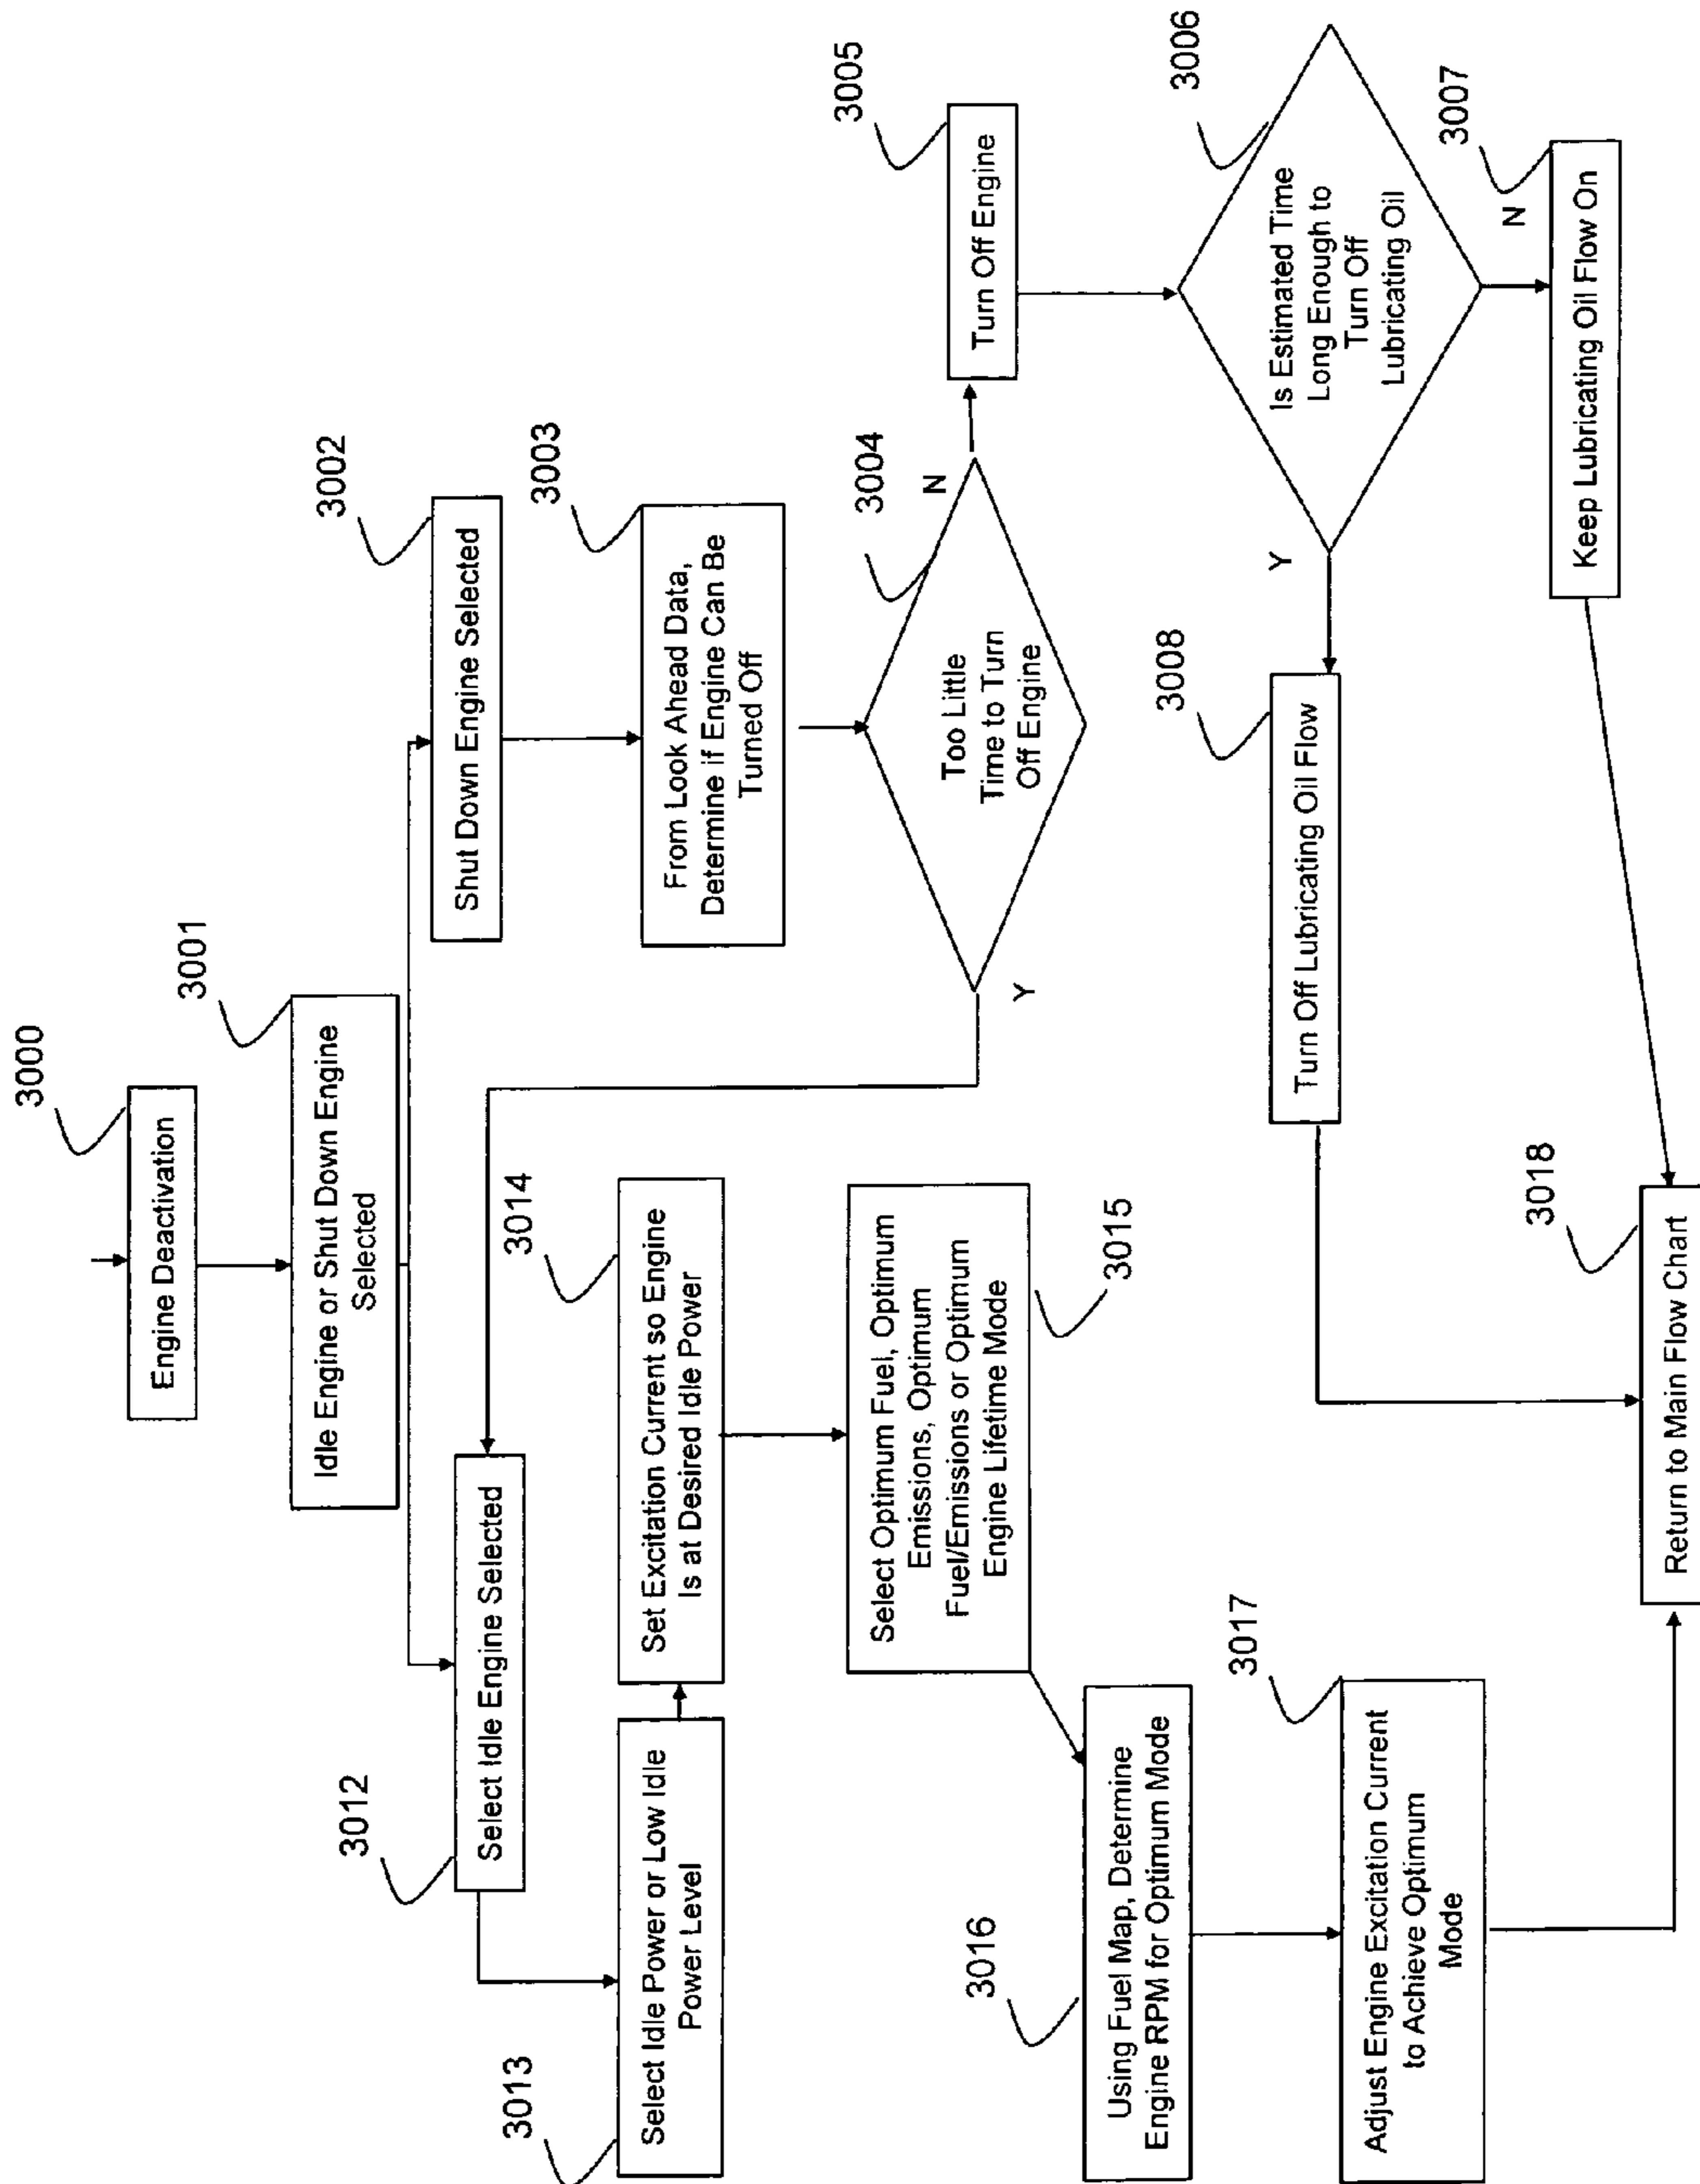 3000
Engine Deactivation
3001
Idle Engine or Shut Down Engine
Selected
3002
Shut Down Engine Selected
3003
From Look Ahead Data,
Determine if Engine Can Be
Turned Off
3004
Too Little
Time to Turn
Off Engine
Y
N
3005
Turn Off Engine
3006
Is Estimated Time
Long Enough to
Turn Off
Lubricating Oil
Y
N
3007
Keep Lubricating Oil Flow On
3008
Turn Off Lubricating Oil Flow
3012
Select Idle Engine Selected
3013
Select Idle Power or Low Idle
Power Level
3014
Set Excitation Current so Engine
Is at Desired Idle Power
3015
Select Optimum Fuel, Optimum
Emissions, Optimum
Fuel/Emissions or Optimum
Engine Lifetime Mode
3016
Using Fuel Map, Determine
Engine RPM for Optimum Mode
3017
Adjust Engine Excitation Current
to Achieve Optimum
Mode
3018
Return to Main Flow Chart